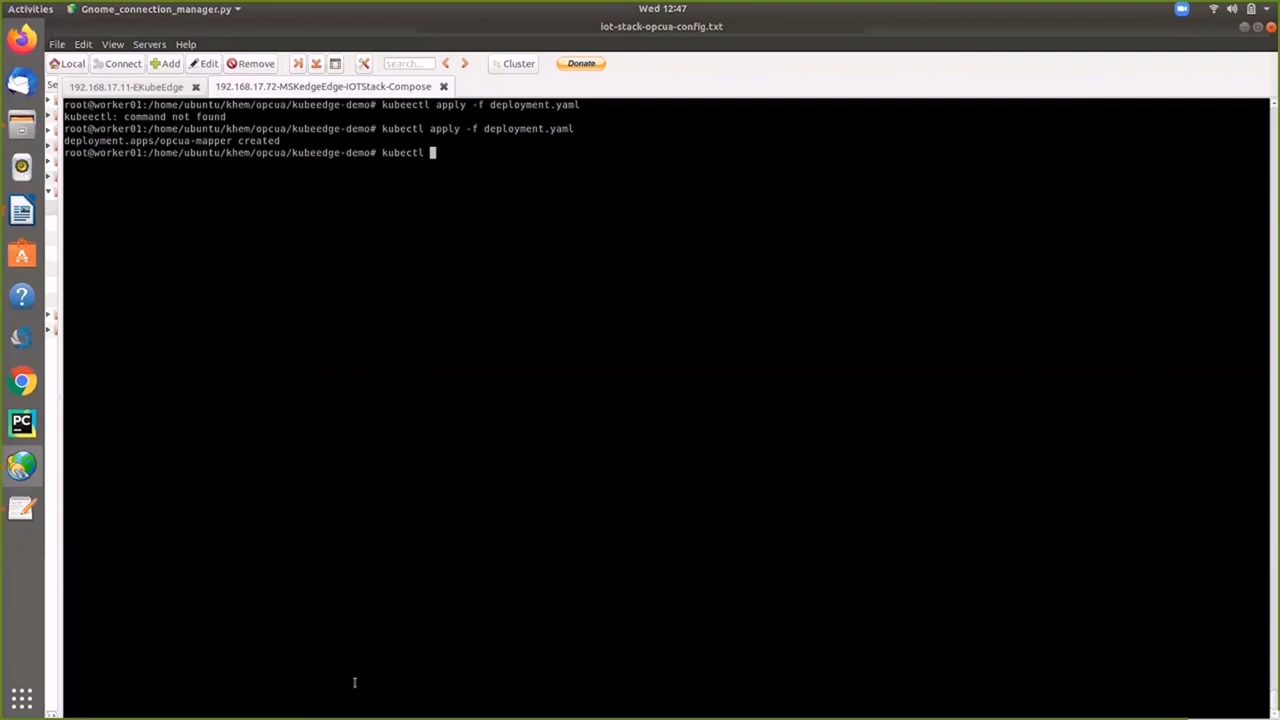 Activities
Gnome_connection_manager.py
Wed 12:47
iot-stack-opcua-config.txt
File Edit View Servers Help
Local Connect Add Edit Remove search... Cluster Donate
Se
192.168.17.11-EKubeEdge
192.168.17.72-MSKedgeEdge-IOTStack-Compose
root@worker01:/home/ubuntu/khem/opcua/kubeedge-demo# kubeectl apply -f deployment.yaml
kubeectl: command not found
root@worker01:/home/ubuntu/khem/opcua/kubeedge-demo# kubectl apply -f deployment.yaml
deployment.apps/opcua-mapper created
root@worker01:/home/ubuntu/khem/opcua/kubeedge-demo# kubectl
PC